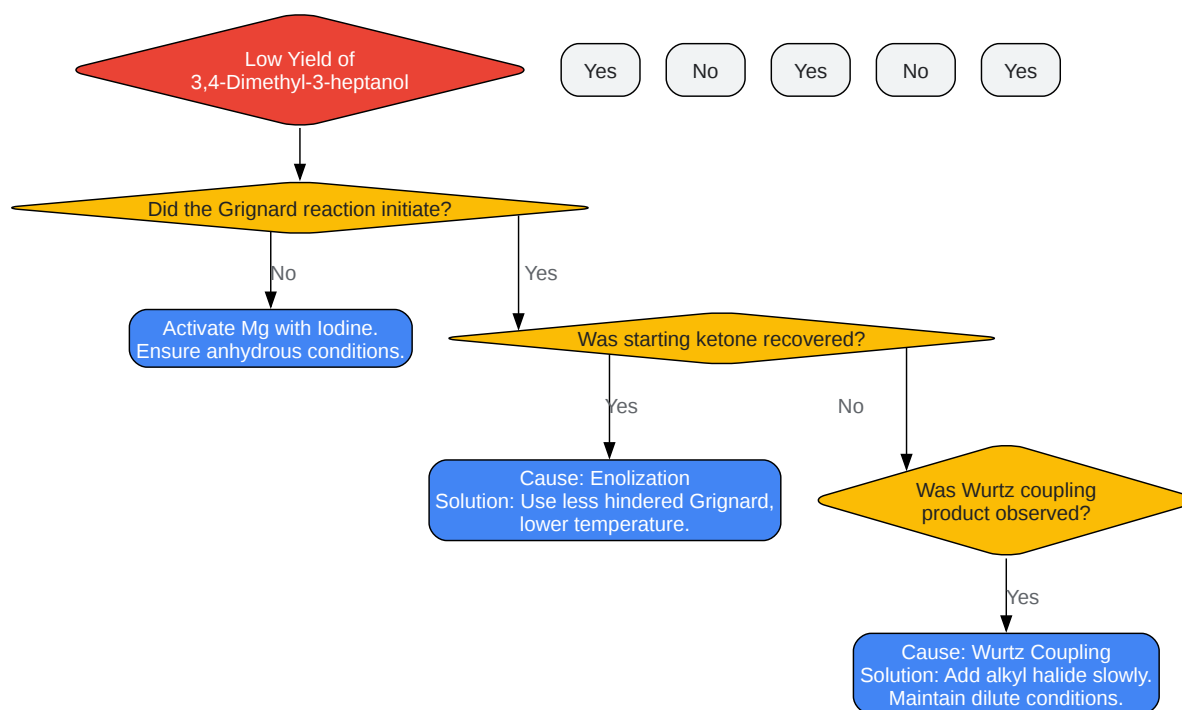 Low Yield of
3,4-Dimethyl-3-heptanol
Yes
No
Yes
No
Yes
Did the Grignard reaction initiate?
No
Yes
Activate Mg with Iodine.
Ensure anhydrous conditions.
Was starting ketone recovered?
Yes
No
Cause: Enolization
Solution: Use less hindered Grignard,
lower temperature.
Was Wurtz coupling
product observed?
Yes
Cause: Wurtz Coupling
Solution: Add alkyl halide slowly.
Maintain dilute conditions.